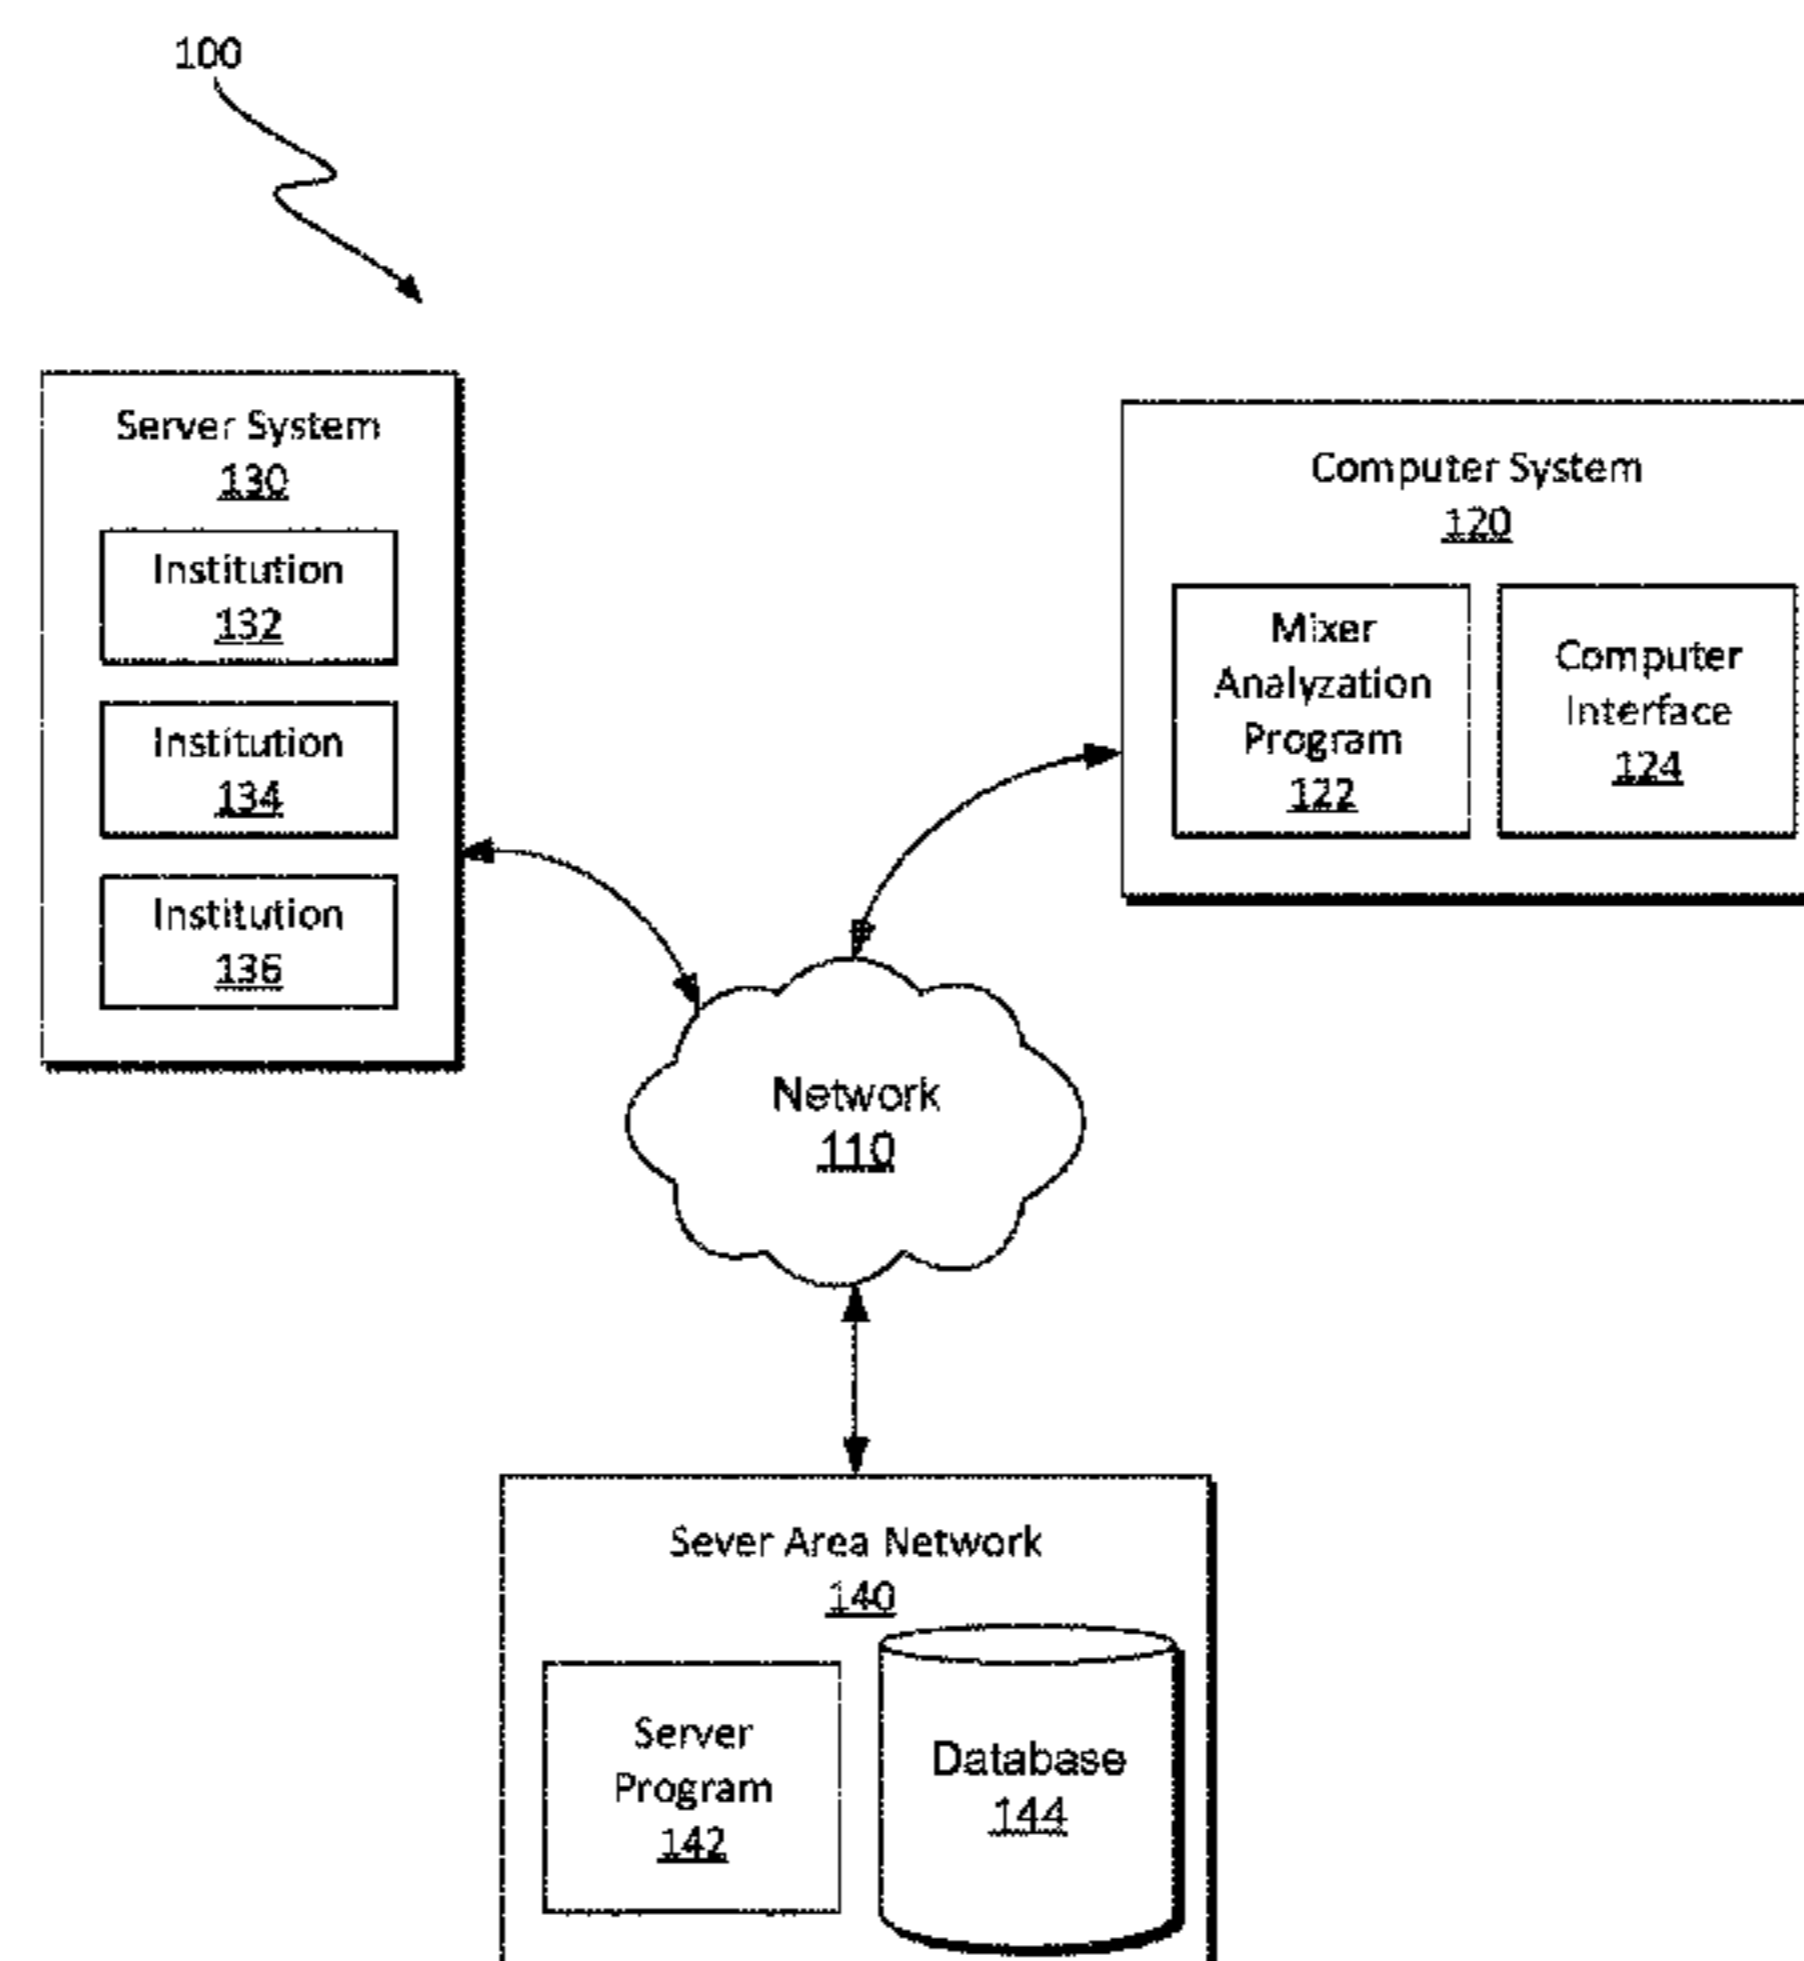 100
Server System
130
Institution
132
Institution
134
Institution
136
Computer System
120
Mixer
Analyzation
Program
122
Computer
Interface
124
Network
110
Sever Area Network
140
Server
Program
142
Database
144